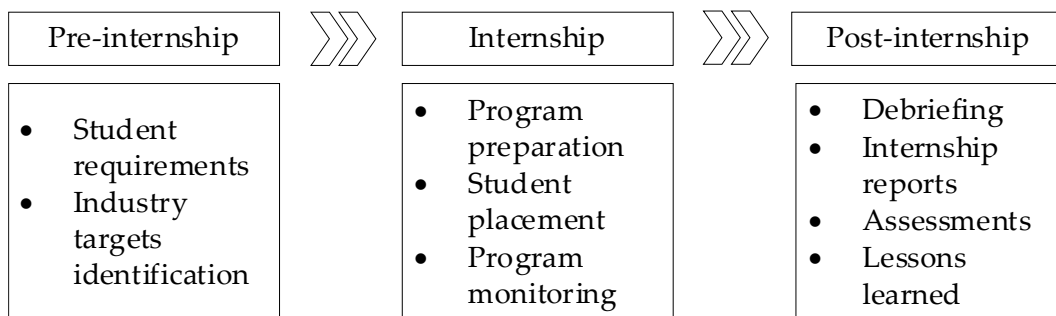 Pre-internship
Internship
Post-internship
• Student
requirements
• Industry
targets
identification
• Program
preparation
• Student
placement
• Program
monitoring
• Debriefing
• Internship
reports
• Assessments
• Lessons
learned